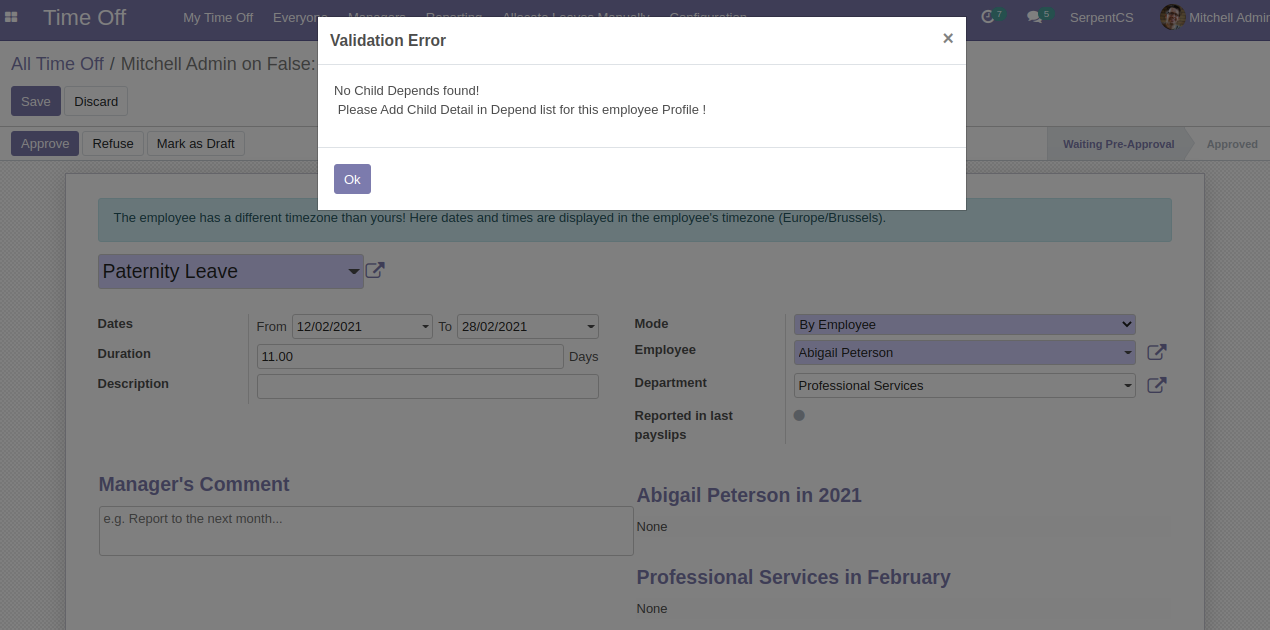 Time Off
My Time Off Everyone Managers Reporting Allocate Leaves Manually Configuration
7 5 SerpentCS Mitchell Admin
Validation Error ×
All Time Off / Mitchell Admin on False:
No Child Depends found!
Please Add Child Detail in Depend list for this employee Profile !
Save Discard
Approve Refuse Mark as Draft
Waiting Pre-Approval Approved
Ok
The employee has a different timezone than yours! Here dates and times are displayed in the employee's timezone (Europe/Brussels).
Paternity Leave
Dates From 12/02/2021 To 28/02/2021
Duration 11.00 Days
Description
Mode By Employee
Employee Abigail Peterson
Department Professional Services
Reported in last
payslips
Manager's Comment
e.g. Report to the next month...
Abigail Peterson in 2021
None
Professional Services in February
None